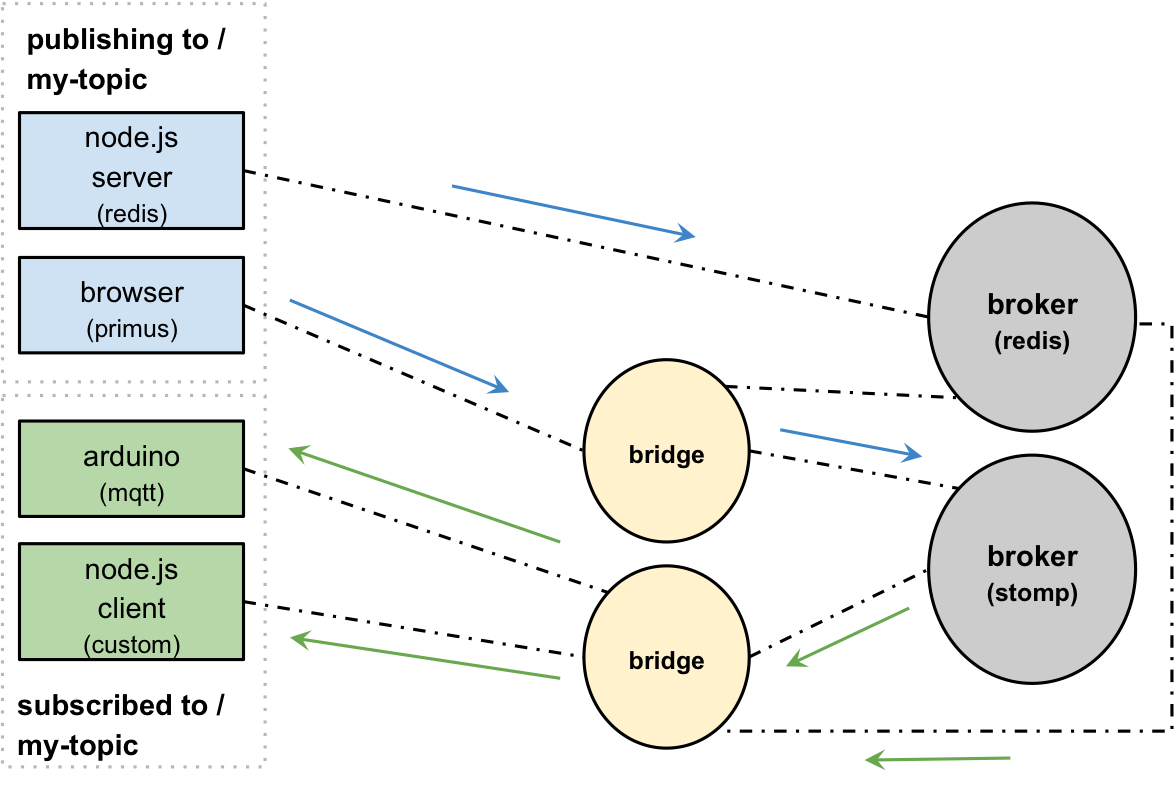 publishing to /
my-topic
node.js
server
(redis)
browser
(primus)
arduino
(mqtt)
node.js
client
(custom)
subscribed to /
my-topic
bridge
bridge
broker
(redis)
broker
(stomp)